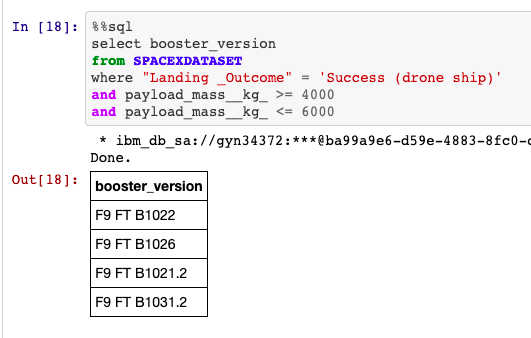 In [18]: %%sql
select booster_version
from SPACEXDATASET
where "Landing _Outcome" = 'Success (drone ship)'
and payload_mass__kg_ >= 4000
and payload_mass__kg_ <= 6000
* ibm_db_sa://gyn34372:***@ba99a9e6-d59e-4883-8fc0-
Done.
Out[18]:
booster_version
F9 FT B1022
F9 FT B1026
F9 FT B1021.2
F9 FT B1031.2